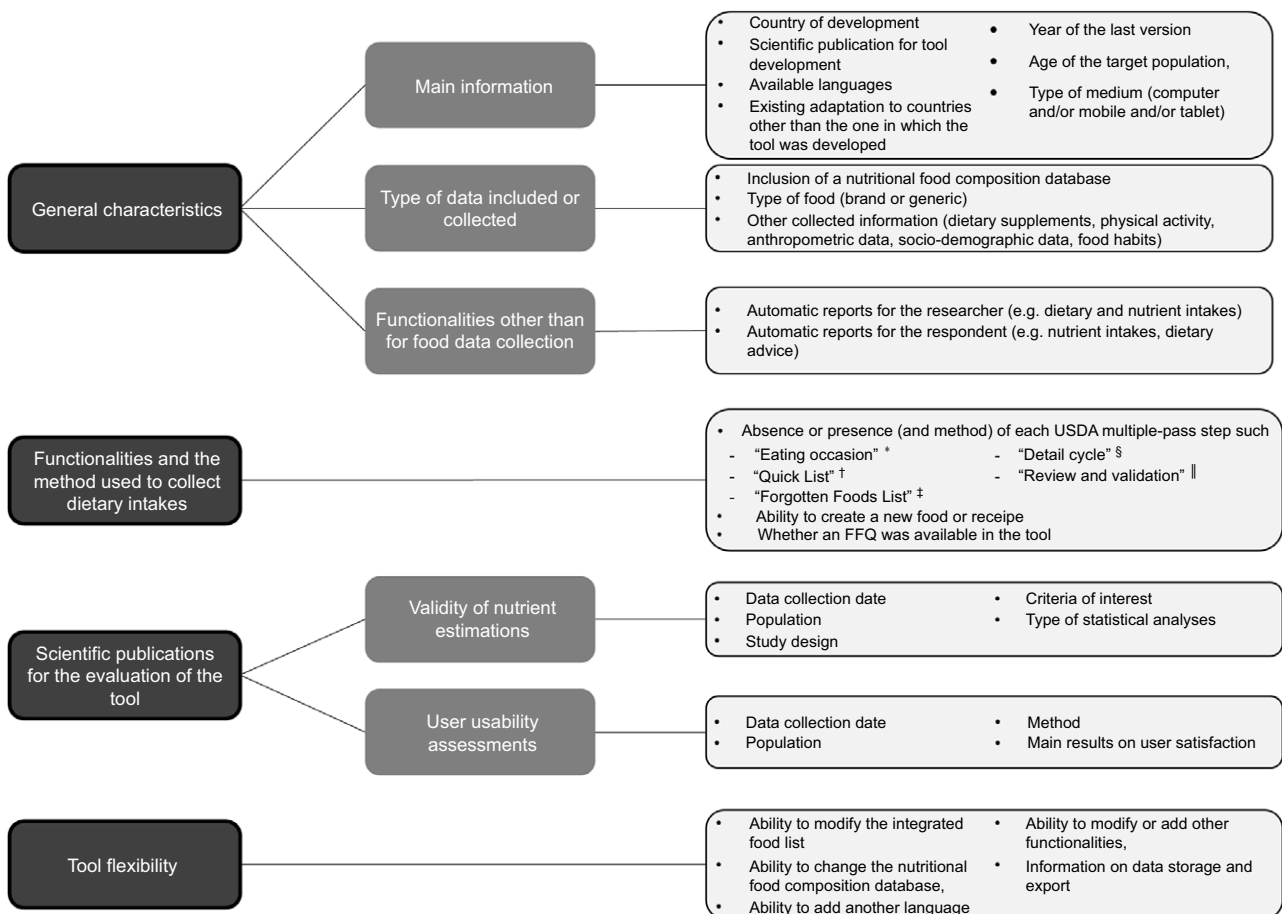 General characteristics
Main information
• Country of development
• Scientific publication for tool
development
• Available languages
• Existing adaptation to countries
other than the one in which the
tool was developed
• Year of the last version
• Age of the target population,
• Type of medium (computer
and/or mobile and/or tablet)
Type of data included or
collected
• Inclusion of a nutritional food composition database
• Type of food (brand or generic)
• Other collected information (dietary supplements, physical activity,
anthropometric data, socio-demographic data, food habits)
Functionalities other than
for food data collection
• Automatic reports for the researcher (e.g. dietary and nutrient intakes)
• Automatic reports for the respondent (e.g. nutrient intakes, dietary
advice)
Functionalities and the
method used to collect
dietary intakes
• Absence or presence (and method) of each USDA multiple-pass step such
- “Eating occasion” *
- “Quick List” †
- “Forgotten Foods List” ‡
- “Detail cycle” §
- “Review and validation” ‖
• Ability to create a new food or receipe
• Whether an FFQ was available in the tool
Scientific publications
for the evaluation of the
tool
Validity of nutrient
estimations
• Data collection date
• Population
• Study design
• Criteria of interest
• Type of statistical analyses
User usability
assessments
• Data collection date
• Population
• Method
• Main results on user satisfaction
Tool flexibility
• Ability to modify the integrated
food list
• Ability to change the nutritional
food composition database,
• Ability to add another language
• Ability to modify or add other
functionalities,
• Information on data storage and
export